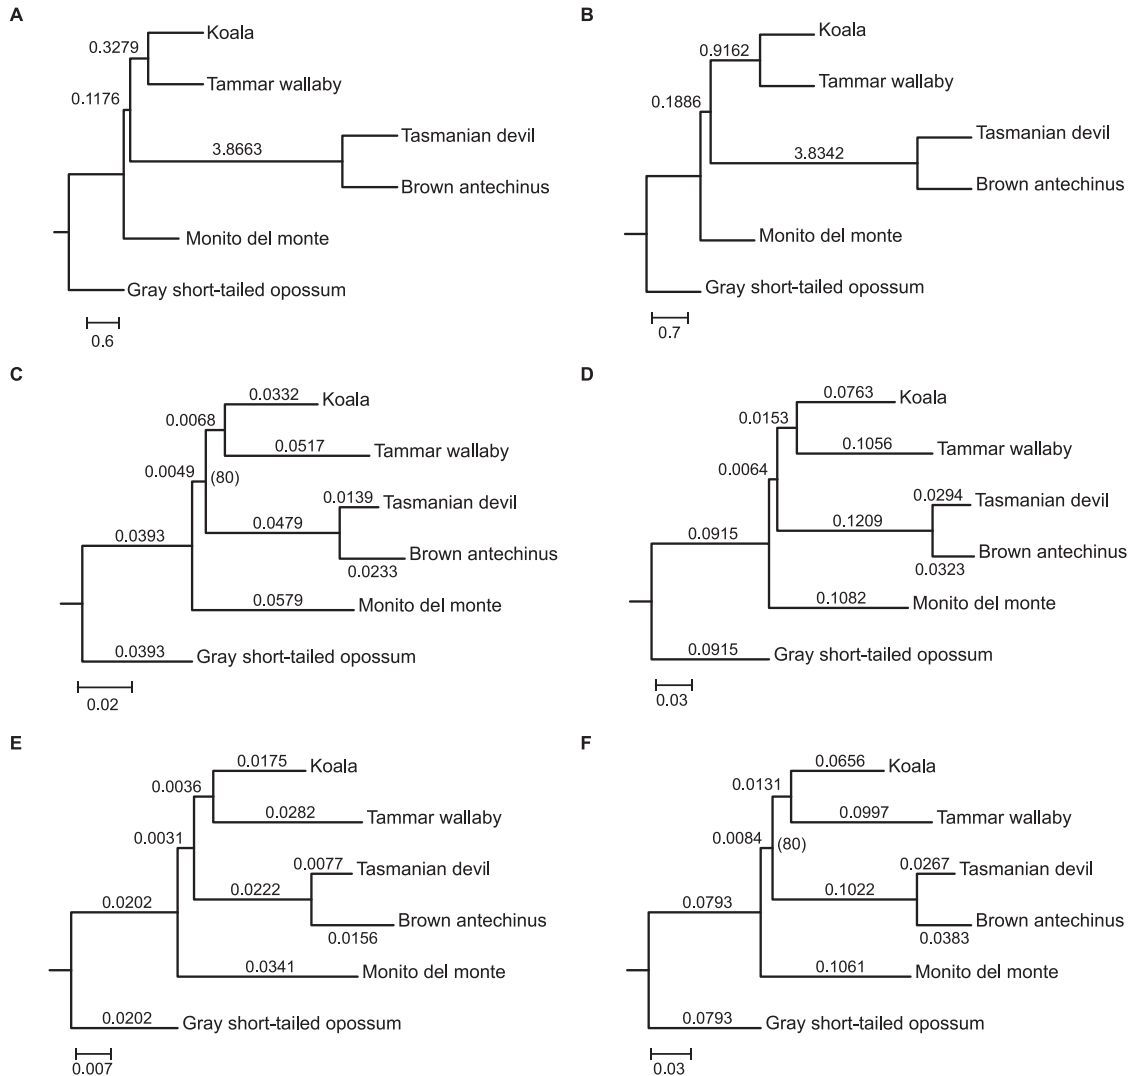 A
Koala
0.3279
Tammar wallaby
0.1176
Tasmanian devil
3.8663
Brown antechinus
Monito del monte
Gray short-tailed opossum
0.6
B
Koala
0.9162
Tammar wallaby
0.1886
Tasmanian devil
3.8342
Brown antechinus
Monito del monte
Gray short-tailed opossum
0.7
C
0.0332
Koala
0.0068
0.0517
Tammar wallaby
0.0049
(80)
0.0139
Tasmanian devil
0.0479
0.0393
Brown antechinus
0.0233
0.0579
Monito del monte
0.0393
Gray short-tailed opossum
0.02
D
0.0763
Koala
0.0153
0.1056
Tammar wallaby
0.0064
0.0294
Tasmanian devil
0.1209
0.0915
Brown antechinus
0.0323
0.1082
Monito del monte
0.0915
Gray short-tailed opossum
0.03
E
0.0175
Koala
0.0036
0.0282
Tammar wallaby
0.0031
0.0077
Tasmanian devil
0.0222
0.0202
Brown antechinus
0.0156
0.0341
Monito del monte
0.0202
Gray short-tailed opossum
0.007
F
0.0656
Koala
0.0131
0.0997
Tammar wallaby
0.0084
(80)
0.0267
Tasmanian devil
0.1022
0.0793
Brown antechinus
0.0383
0.1061
Monito del monte
0.0793
Gray short-tailed opossum
0.03